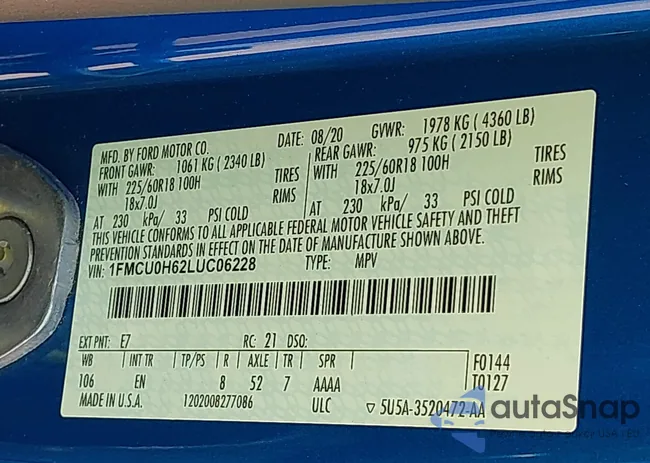 MFD. BY FORD MOTOR CO. DATE: 08/20 GVWR: 1978 KG ( 4360 LB)
FRONT GAWR: 1061 KG ( 2340 LB) REAR GAWR: 975 KG ( 2150 LB)
WITH 225/60R18 100H TIRES WITH 225/60R18 100H TIRES
18x7.0J RIMS 18x7.0J RIMS
AT 230 kPa/ 33 PSI COLD AT 230 kPa/ 33 PSI COLD
THIS VEHICLE CONFORMS TO ALL APPLICABLE FEDERAL MOTOR VEHICLE SAFETY AND THEFT
PREVENTION STANDARDS IN EFFECT ON THE DATE OF MANUFACTURE SHOWN ABOVE.
VIN: 1FMCU0H62LUC06228 TYPE: MPV
EXT PNT: E7 RC: 21 DSO:
WB INT TR TP/PS R AXLE TR SPR F0144
106 EN 8 52 7 AAAA T0127
MADE IN U.S.A. 1202008277086 ULC ▽ 5U5A-3520472-AA
autoSnap